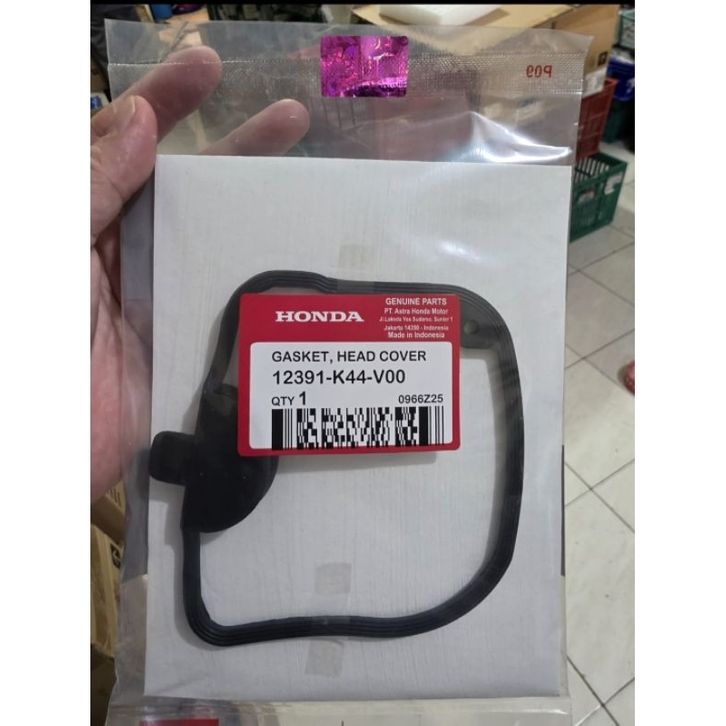 P09
HONDA
GENUINE PARTS
PT. Astra Honda Motor
Jl.Laksda Yos Sudarso, Sunter 1
Jakarta 14350 - Indonesia
Made in Indonesia
GASKET, HEAD COVER
12391-K44-V00
QTY 1
0966Z25